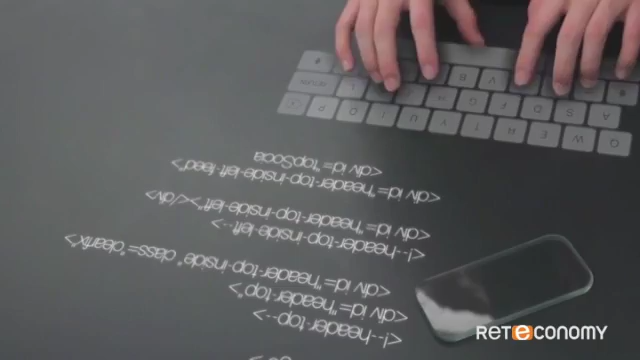 <!--header-top-->
<div id="header-top">
<div id="header-top-inside" class="clearfix">
<!--header-top-inside-left-->
<div id="header-top-inside-left"></div>
<div id="header-top-inside-left-feed">
<div id="topSoca
Q W E R T Y U I O P
A S D F G
V B
RETECONOMY